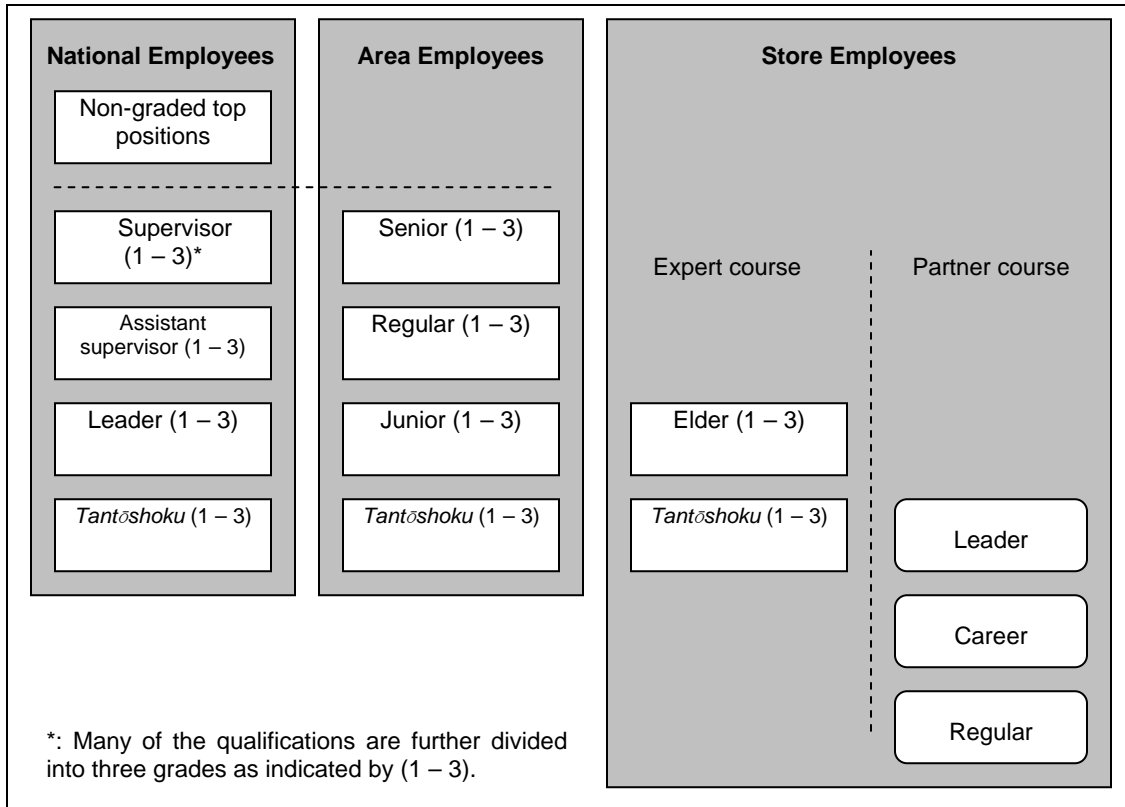 National Employees
Non-graded top
positions
Supervisor
(1 – 3)*
Assistant
supervisor (1 – 3)
Leader (1 – 3)
Tantōshoku (1 – 3)
Area Employees
Senior (1 – 3)
Regular (1 – 3)
Junior (1 – 3)
Tantōshoku (1 – 3)
Store Employees
Expert course
Elder (1 – 3)
Tantōshoku (1 – 3)
Partner course
Leader
Career
Regular
*: Many of the qualifications are further divided
into three grades as indicated by (1 – 3).